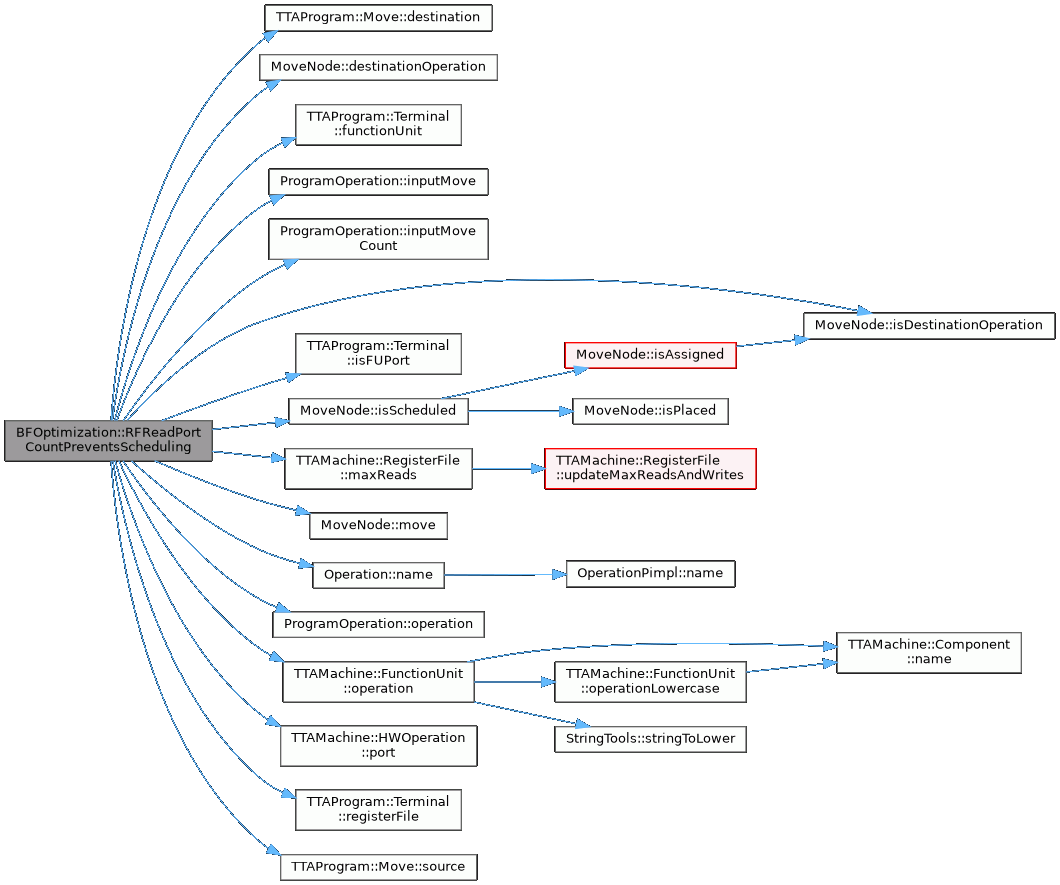 TTAProgram::Move::destination
MoveNode::destinationOperation
TTAProgram::Terminal
::functionUnit
ProgramOperation::inputMove
ProgramOperation::inputMove
Count
MoveNode::isDestinationOperation
TTAProgram::Terminal
::isFUPort
MoveNode::isAssigned
MoveNode::isScheduled
MoveNode::isPlaced
BFOptimization::RFReadPort
CountPreventsScheduling
TTAMachine::RegisterFile
::maxReads
TTAMachine::RegisterFile
::updateMaxReadsAndWrites
MoveNode::move
Operation::name
OperationPimpl::name
ProgramOperation::operation
TTAMachine::Component
::name
TTAMachine::FunctionUnit
::operation
TTAMachine::FunctionUnit
::operationLowercase
StringTools::stringToLower
TTAMachine::HWOperation
::port
TTAProgram::Terminal
::registerFile
TTAProgram::Move::source